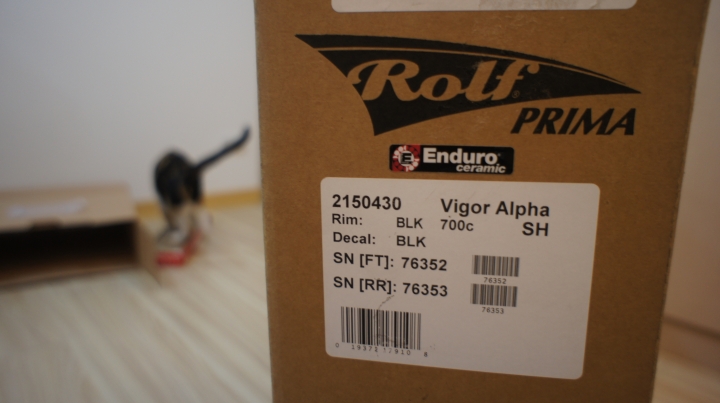 Rolf
PRIMA
Enduro
ceramic
2150430 Vigor Alpha
Rim: BLK 700c SH
Decal: BLK
SN [FT]: 76352
76352
SN [RR]: 76353
76353